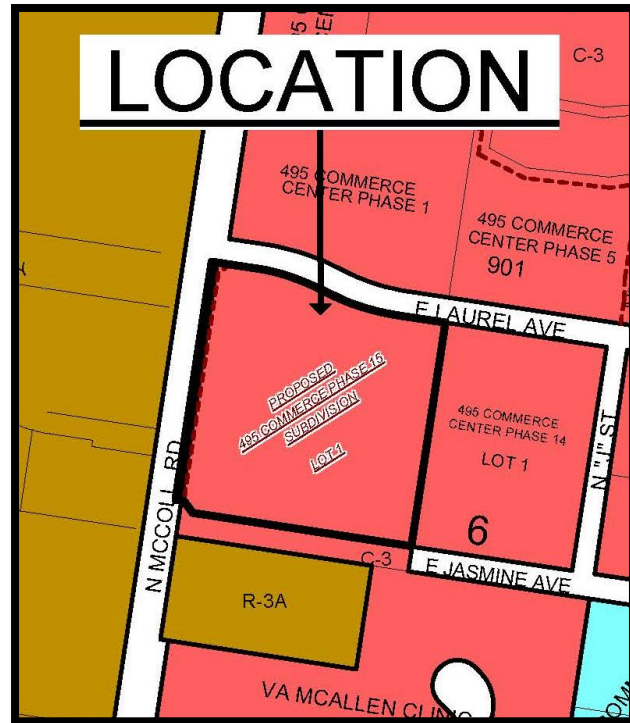 LOCATION
C-3
495 COMMERCE
CENTER PHASE 1
495 COMMERCE
CENTER PHASE 5
901
E LAUREL AVE
PROPOSED
495 COMMERCE PHASE 15
SUBDIVISION
LOT 1
495 COMMERCE
CENTER PHASE 14
LOT 1
N "J" ST
N MCCOLL RD
6
C-3
E JASMINE AVE
R-3A
VA MCALLEN CLINIC